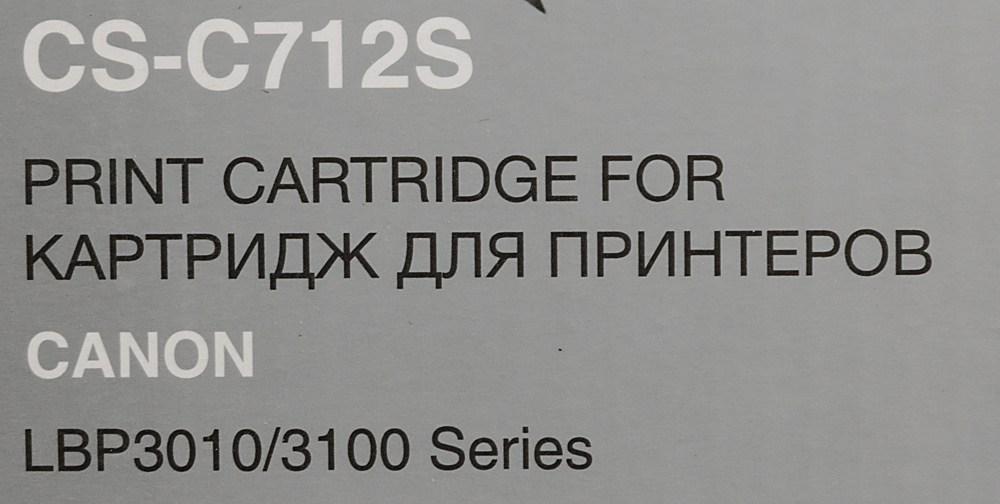 CS-C712S
PRINT CARTRIDGE FOR
КАРТРИДЖ ДЛЯ ПРИНТЕРОВ
CANON
LBP3010/3100 Series